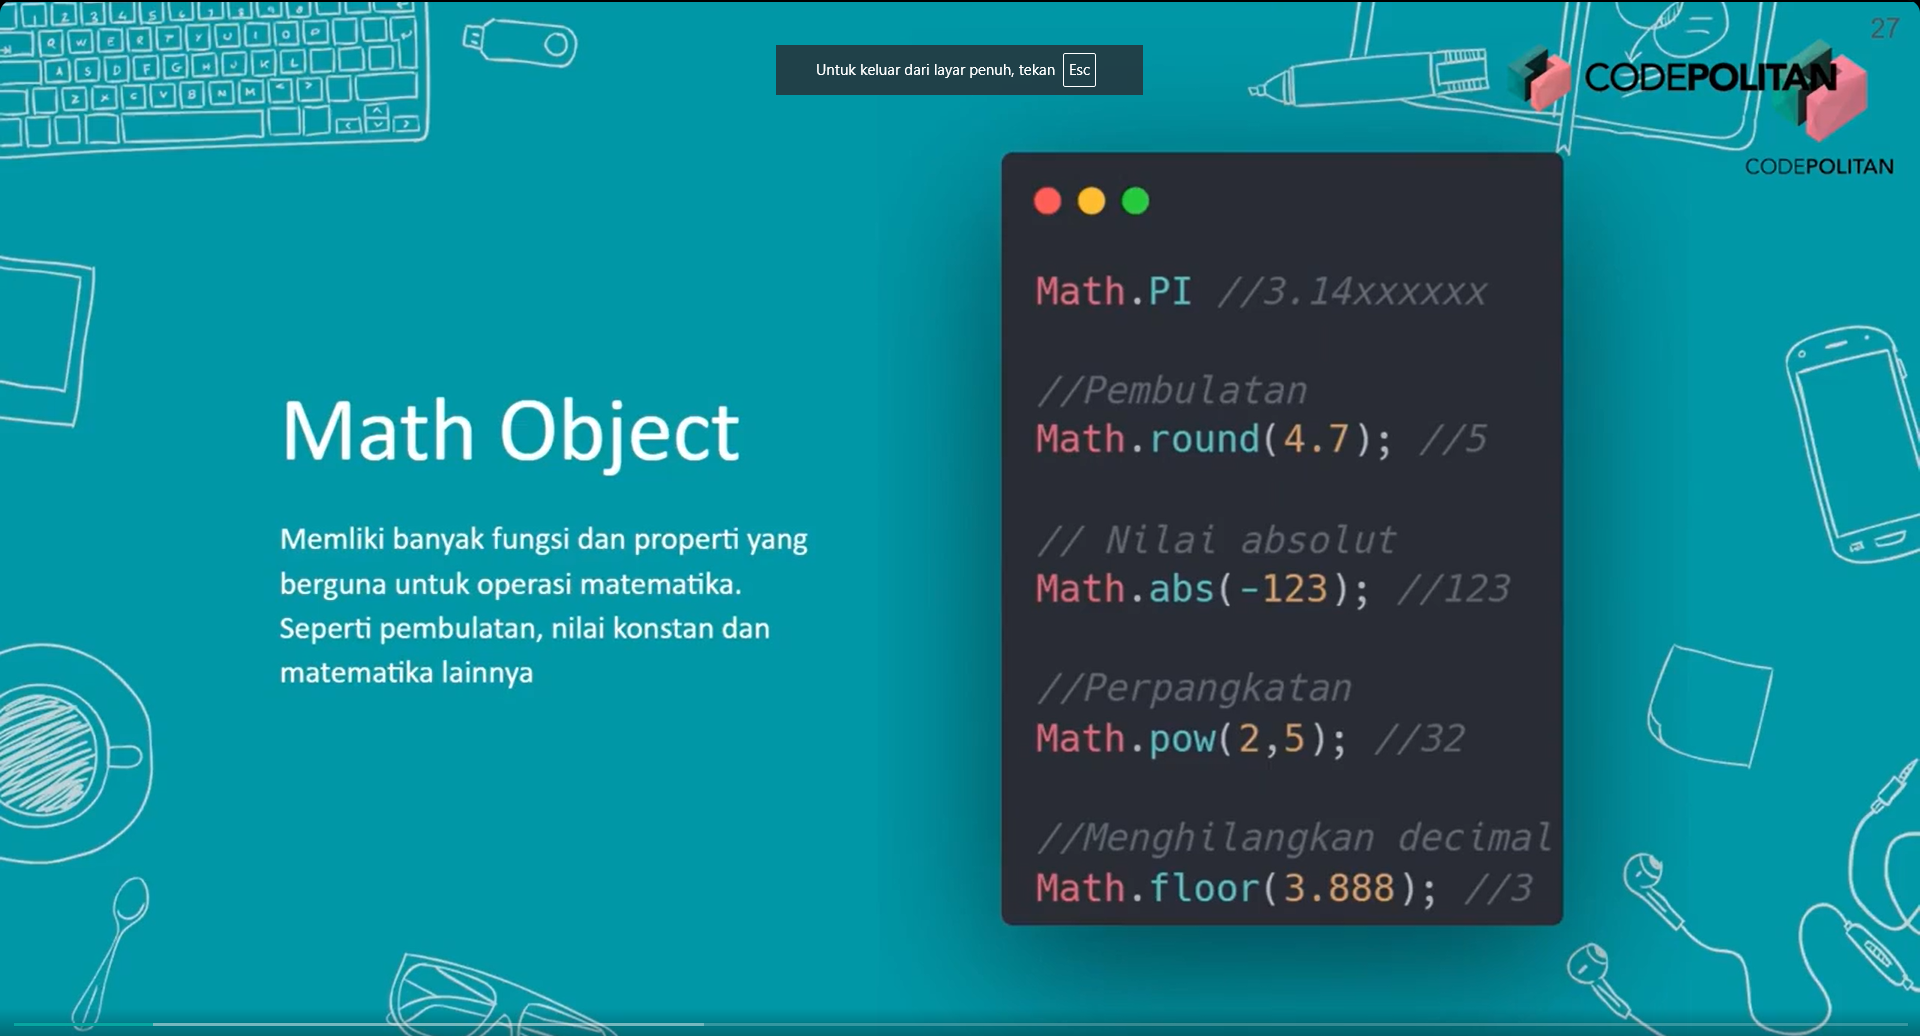 27
Untuk keluar dari layar penuh, tekan Esc
CODEPOLITAN
CODEPOLITAN
Math Object
Memliki banyak fungsi dan properti yang
berguna untuk operasi matematika.
Seperti pembulatan, nilai konstan dan
matematika lainnya
Math.PI //3.14xxxxxx
//Pembulatan
Math.round(4.7); //5
// Nilai absolut
Math.abs(-123); //123
//Perpangkatan
Math.pow(2,5); //32
//Menghilangkan decimal
Math.floor(3.888); //3